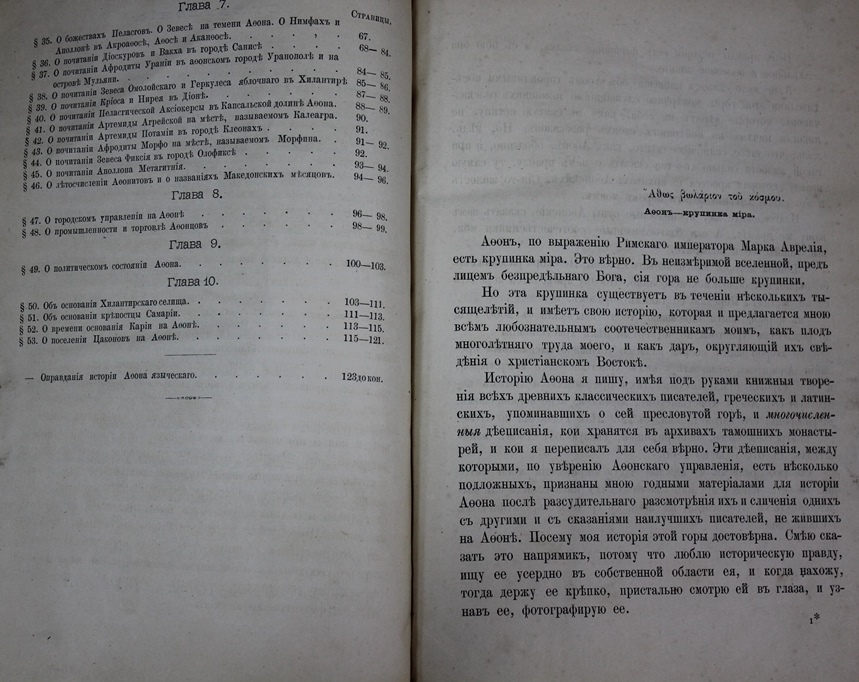 Глава 7.
Страницы.
§ 35. О божествахъ Пеласговъ. О Зевесѣ на темени Аѳона. О Нимфахъ и
Аполлонѣ въ Акроаѳосѣ, Аѳосѣ и Аканѳосѣ. 67.
§ 36. О почитаніи Діоскуровъ и Вакха въ городѣ Санисѣ 68— 84.
§ 37. О почитаніи Афродиты Ураніи въ аѳонсаомъ городѣ Уранополѣ и на
островѣ Мульяни. 84— 85.
§ 38. О почитаніи Зевеса Омолойскаго и Геркулеса яблочнаго въ Хилантирѣ 85— 86.
§ 39. О почитаніи Кріоса и Нирея въ Діонѣ. 87— 88.
§ 40. О почитаніи Пеластической Аксіокерсы въ Капсальской долинѣ Аѳона. 88— 89.
§ 41. О почитаніи Артемиды Агрейской на мѣстѣ, называемомъ Калеагра. 90.
§ 42. О почитаніи Артемиды Потаміи въ городѣ Клеонахъ. 91.
§ 43. О почитаніи Афродиты Морфо на мѣстѣ, называемомъ Морфина. 91— 92.
§ 44. О почитаніи Зевеса Фиксія въ городѣ Олофиксѣ 92.
§ 45. О почитаніи Аполлона Метагитнія. 93— 94.
§ 46. О лѣтосчисленіи Аѳонитовъ и о названіяхъ Македонскихъ мѣсяцовъ. 94— 96.
Глава 8.
§ 47. О городскомъ управленіи на Аѳонѣ 96— 98.
§ 48. О промышленности и торговлѣ Аѳонцовъ 98— 99.
Глава 9.
§ 49. О политическомъ состояніи Аѳона. 100—103.
Глава 10.
§ 50. Объ основаніи Хилантирскаго селища. 103—111.
§ 51. Объ основаніи крѣпостцы Самаріи. 111—113.
§ 52. О времени основанія Каріи на Аѳонѣ. 113—115.
§ 53. О поселеніи Цаконовъ на Аѳонѣ. 115—121.
— Оправданія исторіи Аѳона языческаго. 123до кон.
Ἄθως βωλάριον τοῦ κόσμου.
Аѳонъ—крупинка міра.
Аѳонъ, по выраженію Римскаго императора Марка Аврелія,
есть крупинка міра. Это вѣрно. Въ неизмѣримой вселенной, предъ
лицемъ безпредѣльнаго Бога, сія гора не больше крупинки.
Но эта крупинка существуетъ въ теченіи нѣсколькихъ ты-
сящелѣтій, и имѣетъ свою исторію, которая и предлагается мною
всѣмъ любознательнымъ соотечественникамъ моимъ, какъ плодъ
многолѣтняго труда моего, и какъ даръ, округляющій ихъ свѣ-
дѣнія о христіанскомъ Востокѣ.
Исторію Аѳона я пишу, имѣя подъ руками книжныя творе-
нія всѣхъ древнихъ классическихъ писателей, греческихъ и латин-
скихъ, упоминавшихъ о сей пресловутой горѣ, и многочислен-
ныя дѣеписанія, кои хранятся въ архивахъ тамошнихъ монасты-
рей, и кои я переписалъ для себя вѣрно. Эти дѣеписанія, между
которыми, по увѣренію Аѳонскаго управленія, есть нѣсколько
подложныхъ, признаны мною годными матеріалами для исторіи
Аѳона послѣ разсудительнаго разсмотрѣнія ихъ и сличенія однихъ
съ другими и съ сказаніями наилучшихъ писателей, не жившихъ
на Аѳонѣ. Посему моя исторія этой горы достовѣрна. Смѣю ска-
зать это напрямикъ, потому что люблю историческую правду,
ищу ее усердно въ собственной области ея, и когда нахожу,
тогда держу ее крѣпко, пристально смотрю ей въ глаза, и уз-
навъ ее, фотографирую ее.
1*